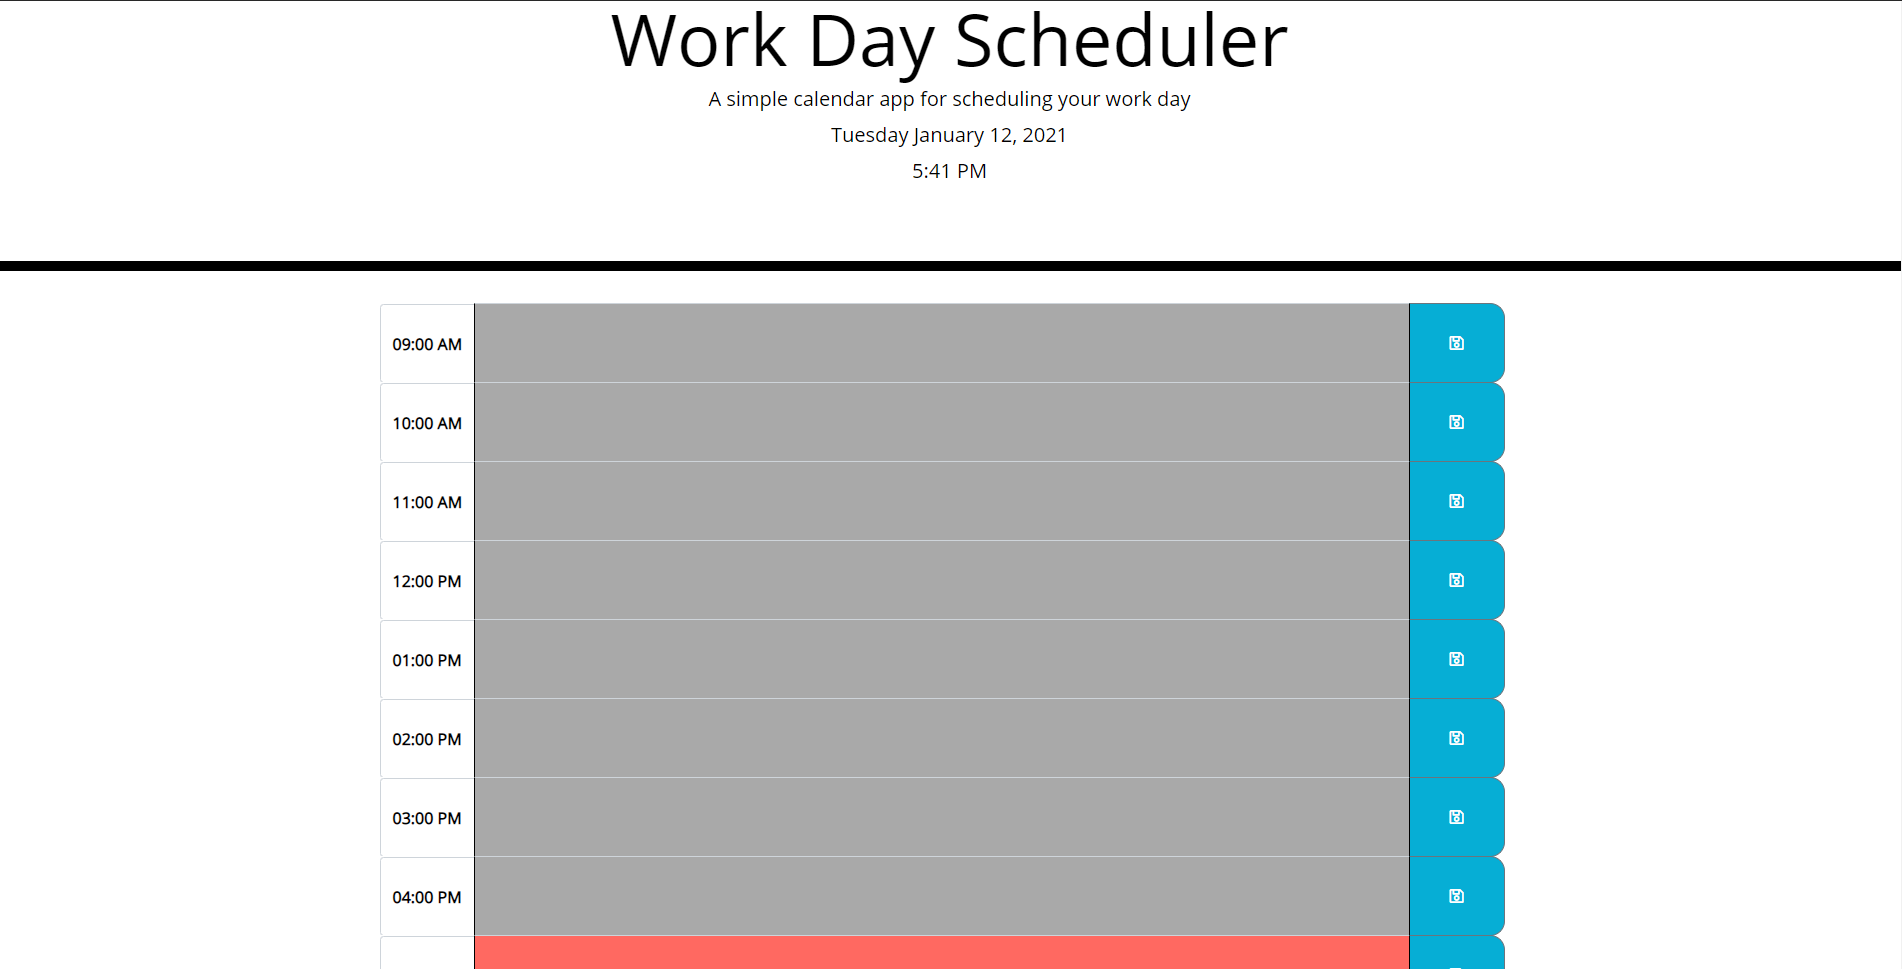 Work Day Scheduler
A simple calendar app for scheduling your work day
Tuesday January 12, 2021
5:41 PM
09:00 AM
10:00 AM
11:00 AM
12:00 PM
01:00 PM
02:00 PM
03:00 PM
04:00 PM